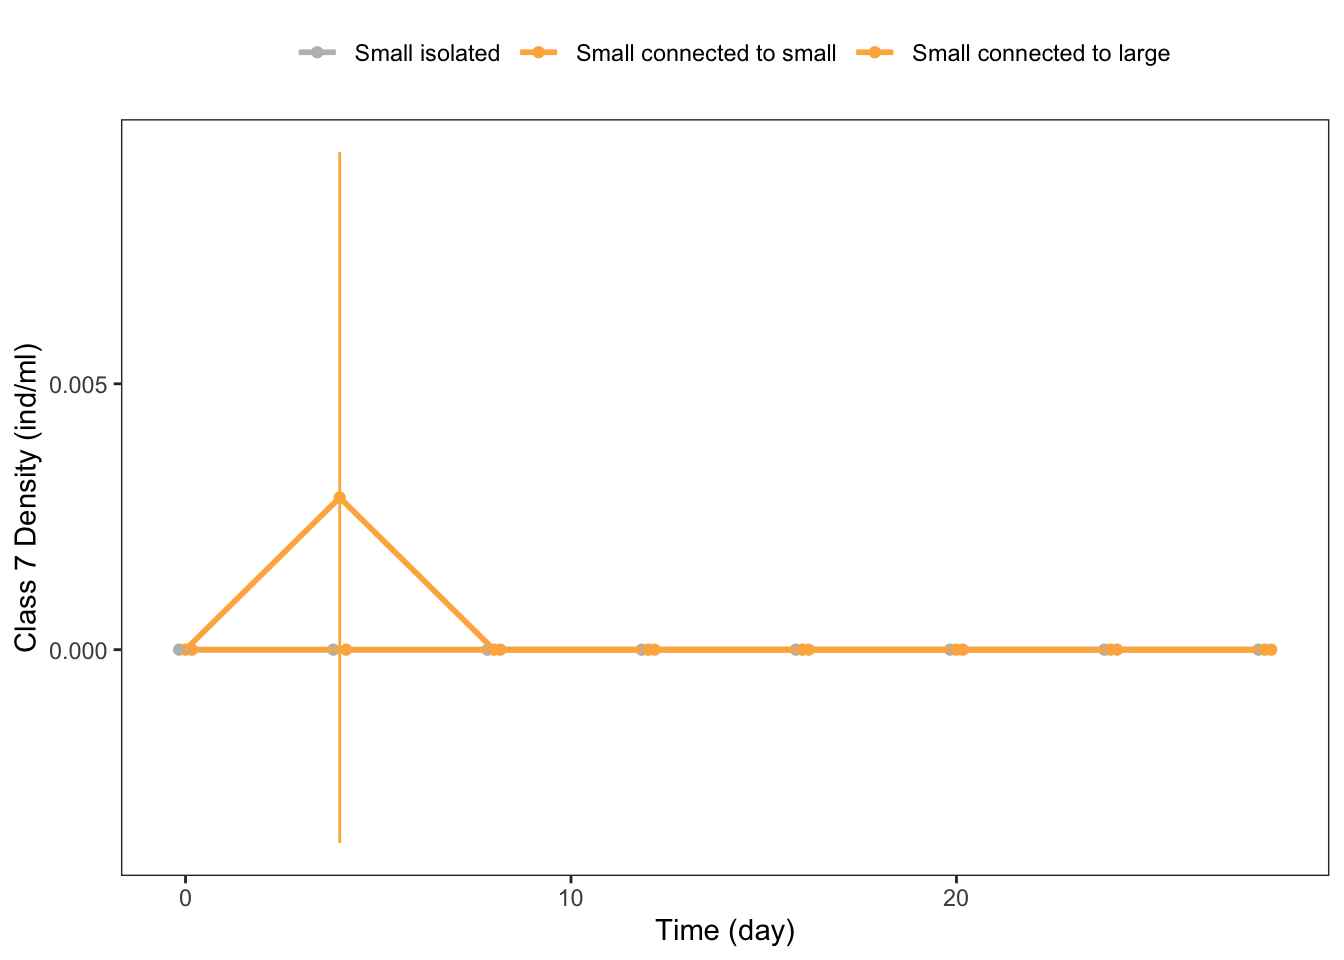 Small isolated Small connected to small Small connected to large
Class 7 Density (ind/ml)
0.005
0.000
0 10 20
Time (day)